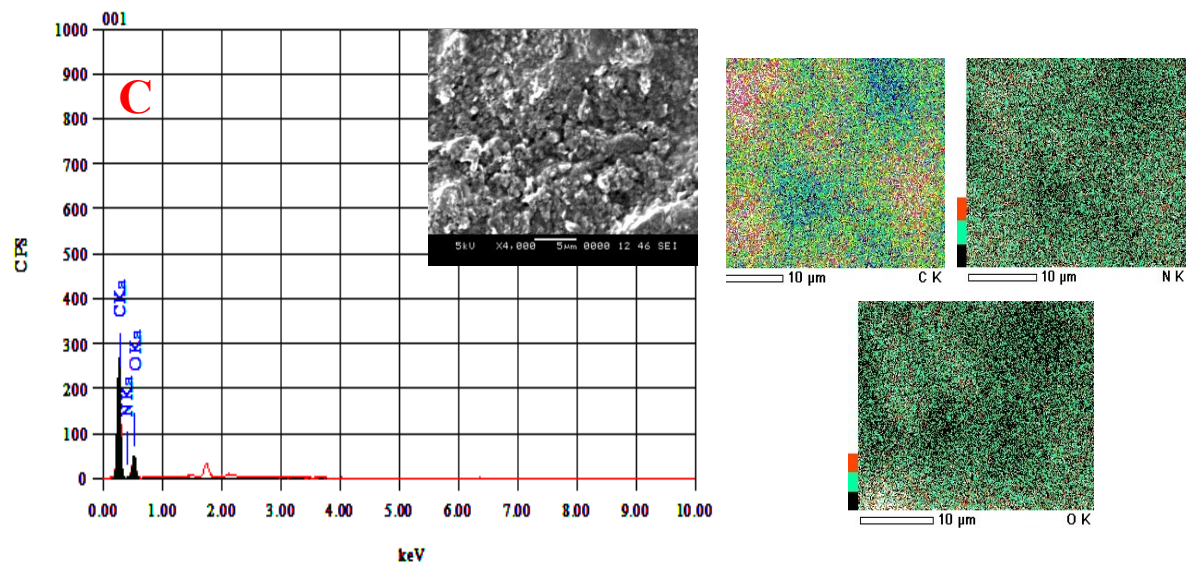 001
1000
900
800
700
600
500
400
300
200
100
0
CPS
C
CKa
NKa
OKa
5kV X4,000 5μm 0000 12 46 SEI
0.00 1.00 2.00 3.00 4.00 5.00 6.00 7.00 8.00 9.00 10.00
keV
10 μm C K
10 μm N K
10 μm O K